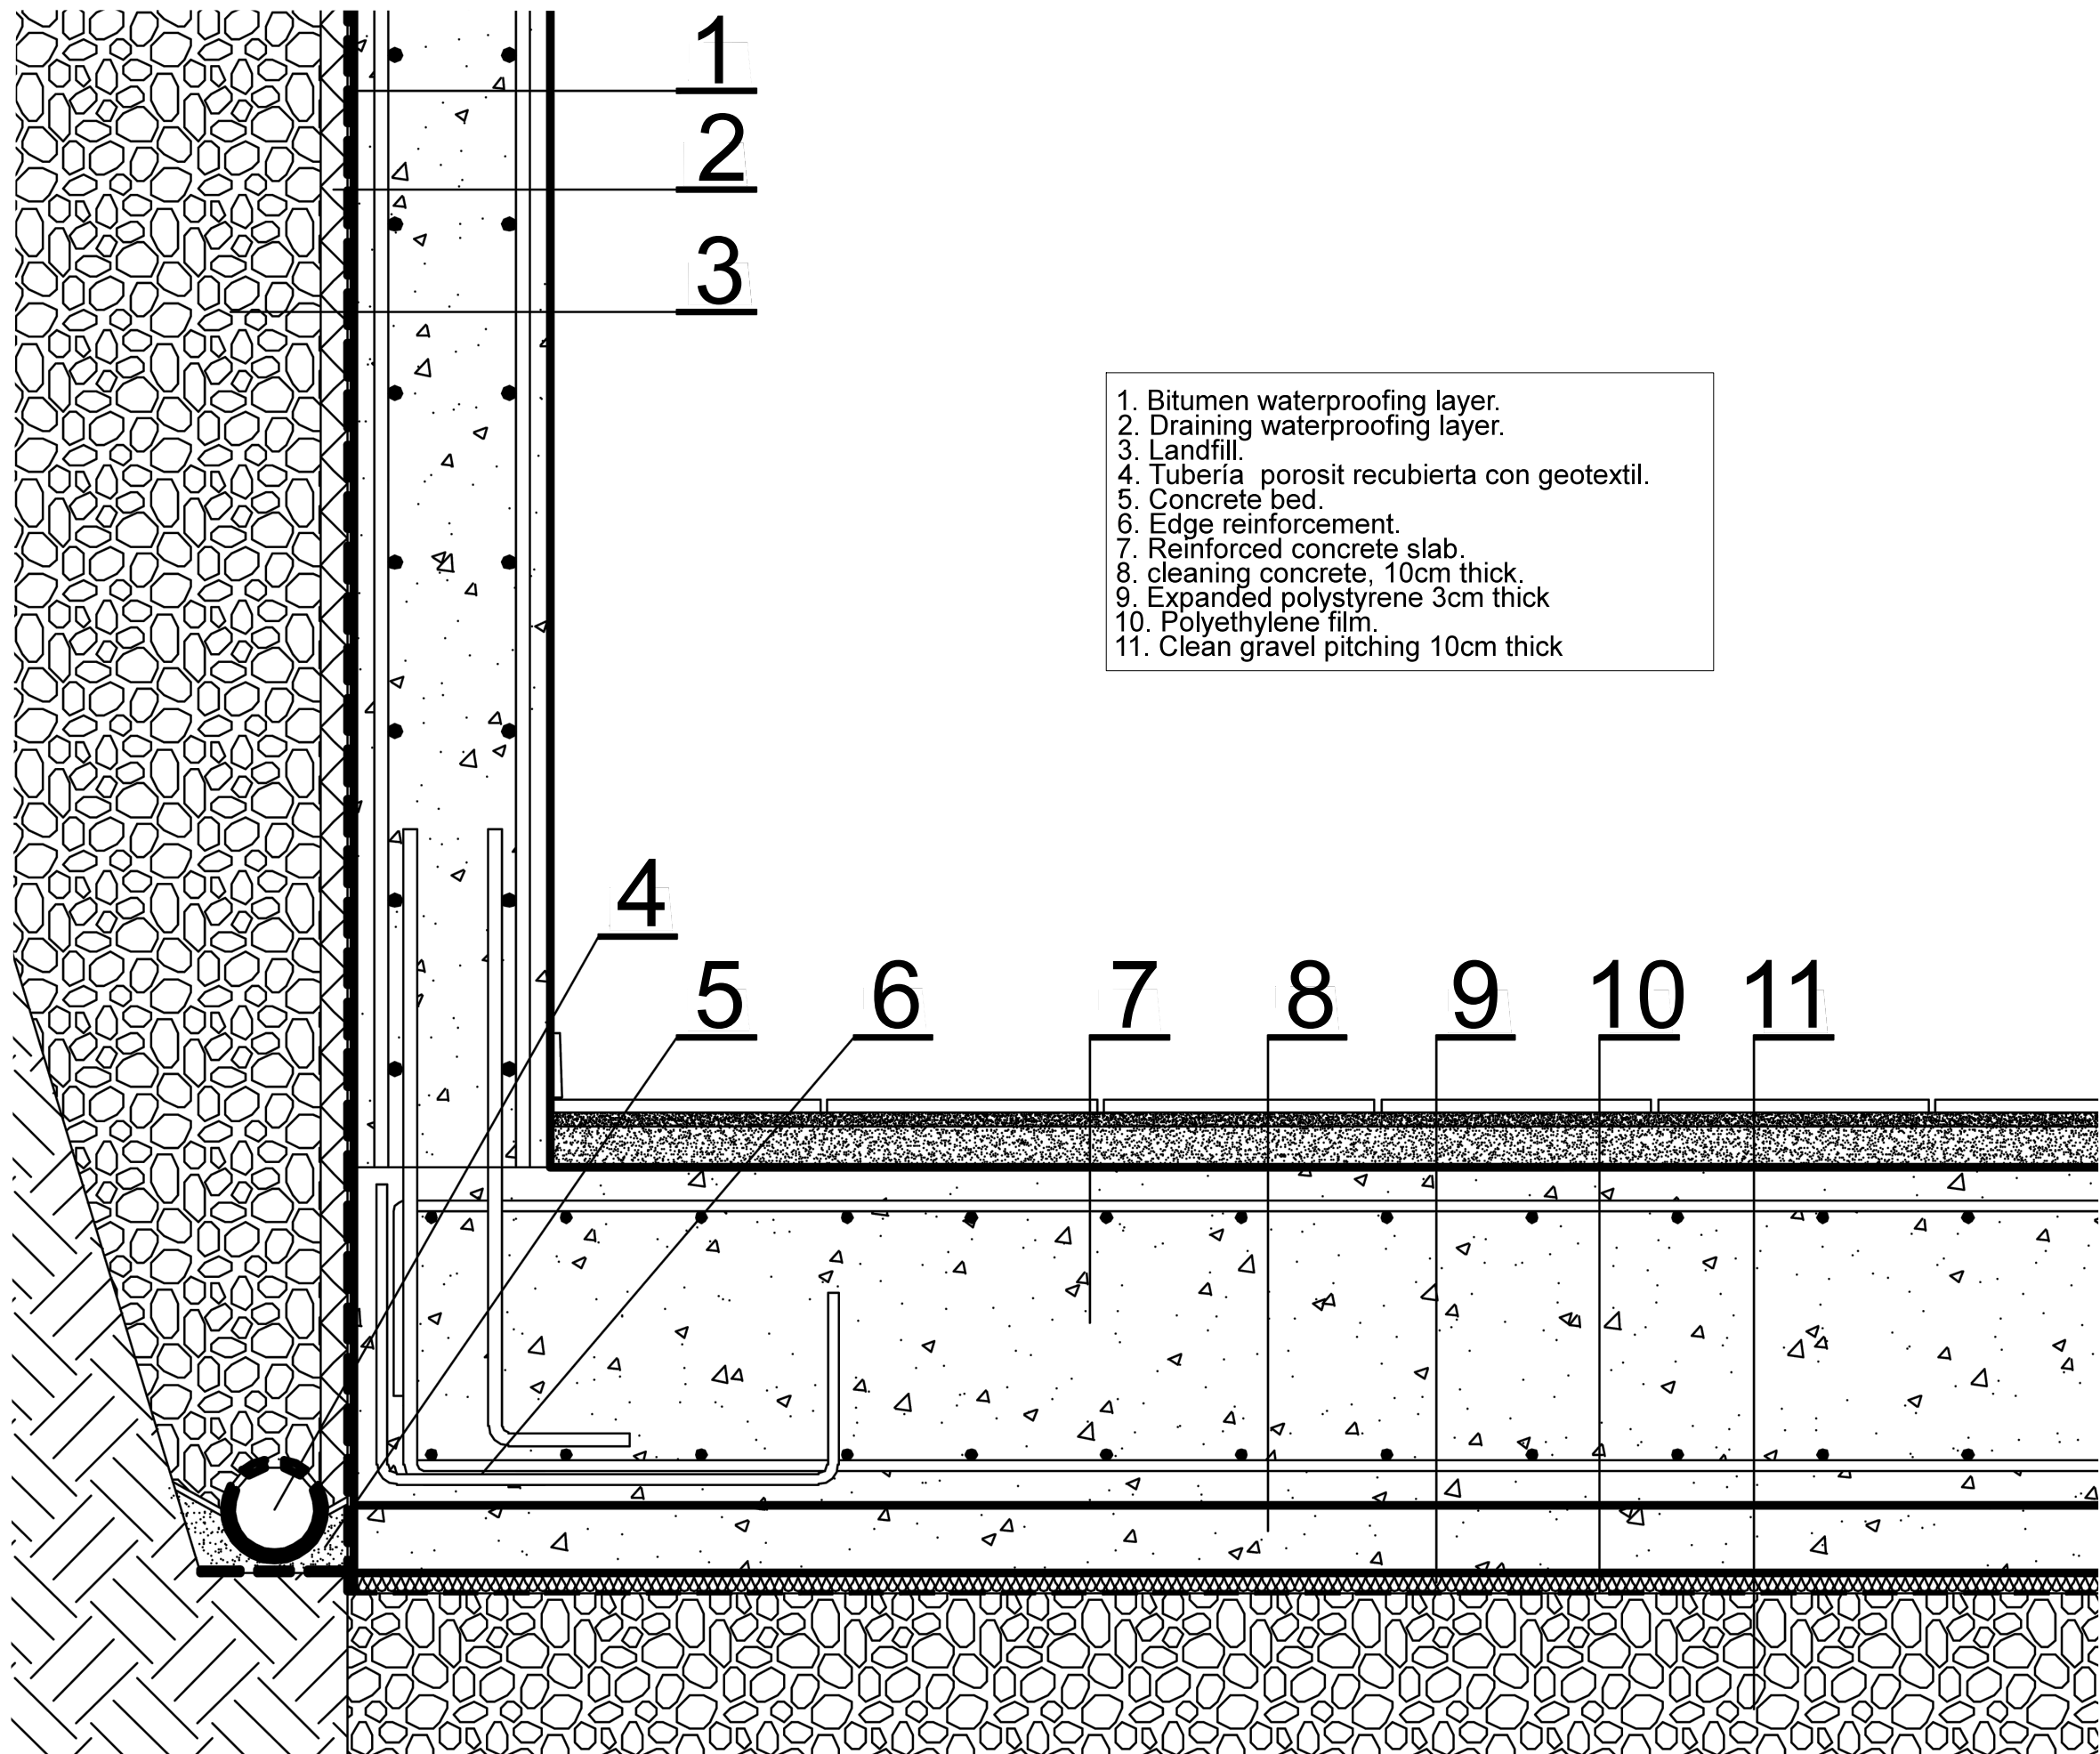 1
2
3
1. Bitumen waterproofing layer.
2. Draining waterproofing layer.
3. Landfill.
4. Tubería porosit recubierta con geotextil.
5. Concrete bed.
6. Edge reinforcement.
7. Reinforced concrete slab.
8. cleaning concrete, 10cm thick.
9. Expanded polystyrene 3cm thick
10. Polyethylene film.
11. Clean gravel pitching 10cm thick
4
5 6 7 8 9 10 11